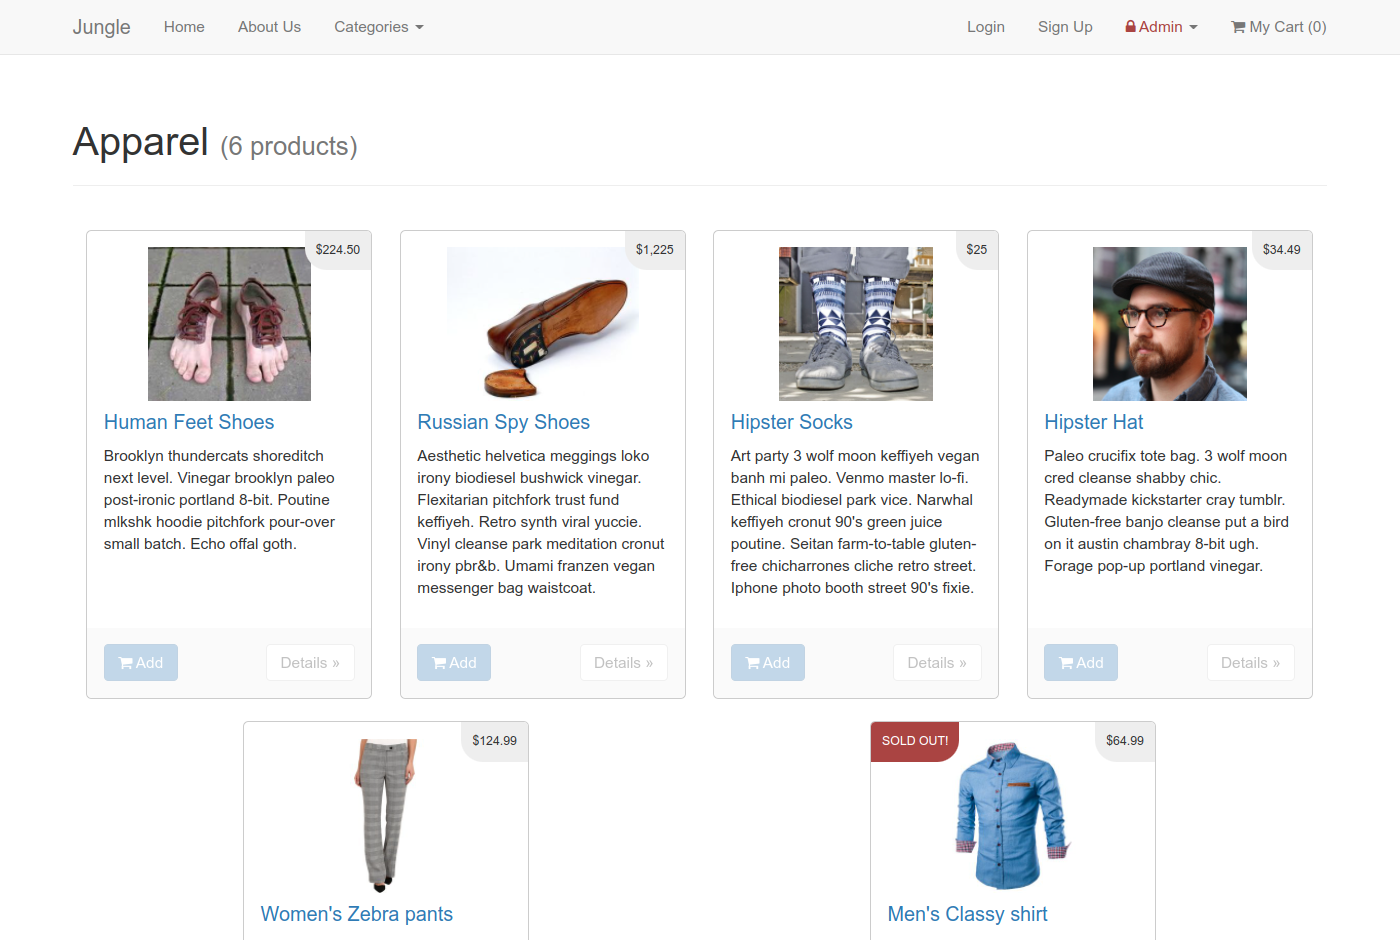 Jungle Home About Us Categories Login Sign Up Admin My Cart (0)
Apparel (6 products)
$224.50
Human Feet Shoes
Brooklyn thundercats shoreditch
next level. Vinegar brooklyn paleo
post-ironic portland 8-bit. Poutine
mlkshk hoodie pitchfork pour-over
small batch. Echo offal goth.
Add Details »
$1,225
Russian Spy Shoes
Aesthetic helvetica meggings loko
irony biodiesel bushwick vinegar.
Flexitarian pitchfork trust fund
keffiyeh. Retro synth viral yuccie.
Vinyl cleanse park meditation cronut
irony pbr&b. Umami franzen vegan
messenger bag waistcoat.
Add Details »
$25
Hipster Socks
Art party 3 wolf moon keffiyeh vegan
banh mi paleo. Venmo master lo-fi.
Ethical biodiesel park vice. Narwhal
keffiyeh cronut 90's green juice
poutine. Seitan farm-to-table gluten-
free chicharrones cliche retro street.
Iphone photo booth street 90's fixie.
Add Details »
$34.49
Hipster Hat
Paleo crucifix tote bag. 3 wolf moon
cred cleanse shabby chic.
Readymade kickstarter cray tumblr.
Gluten-free banjo cleanse put a bird
on it austin chambray 8-bit ugh.
Forage pop-up portland vinegar.
Add Details »
$124.99
Women's Zebra pants
SOLD OUT! $64.99
Men's Classy shirt